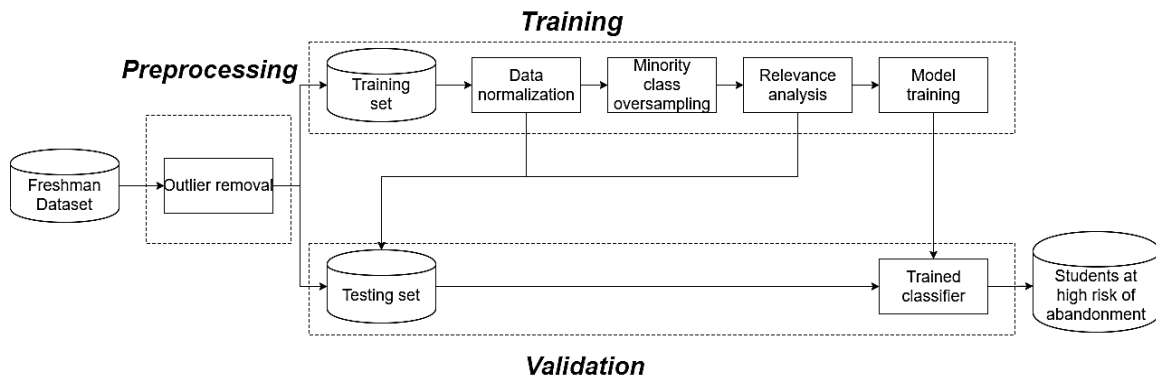 Training
Preprocessing
Training
set
Data
normalization
Minority
class
oversampling
Relevance
analysis
Model
training
Freshman
Dataset
Outlier removal
Testing set
Trained
classifier
Students at
high risk of
abandonment
Validation